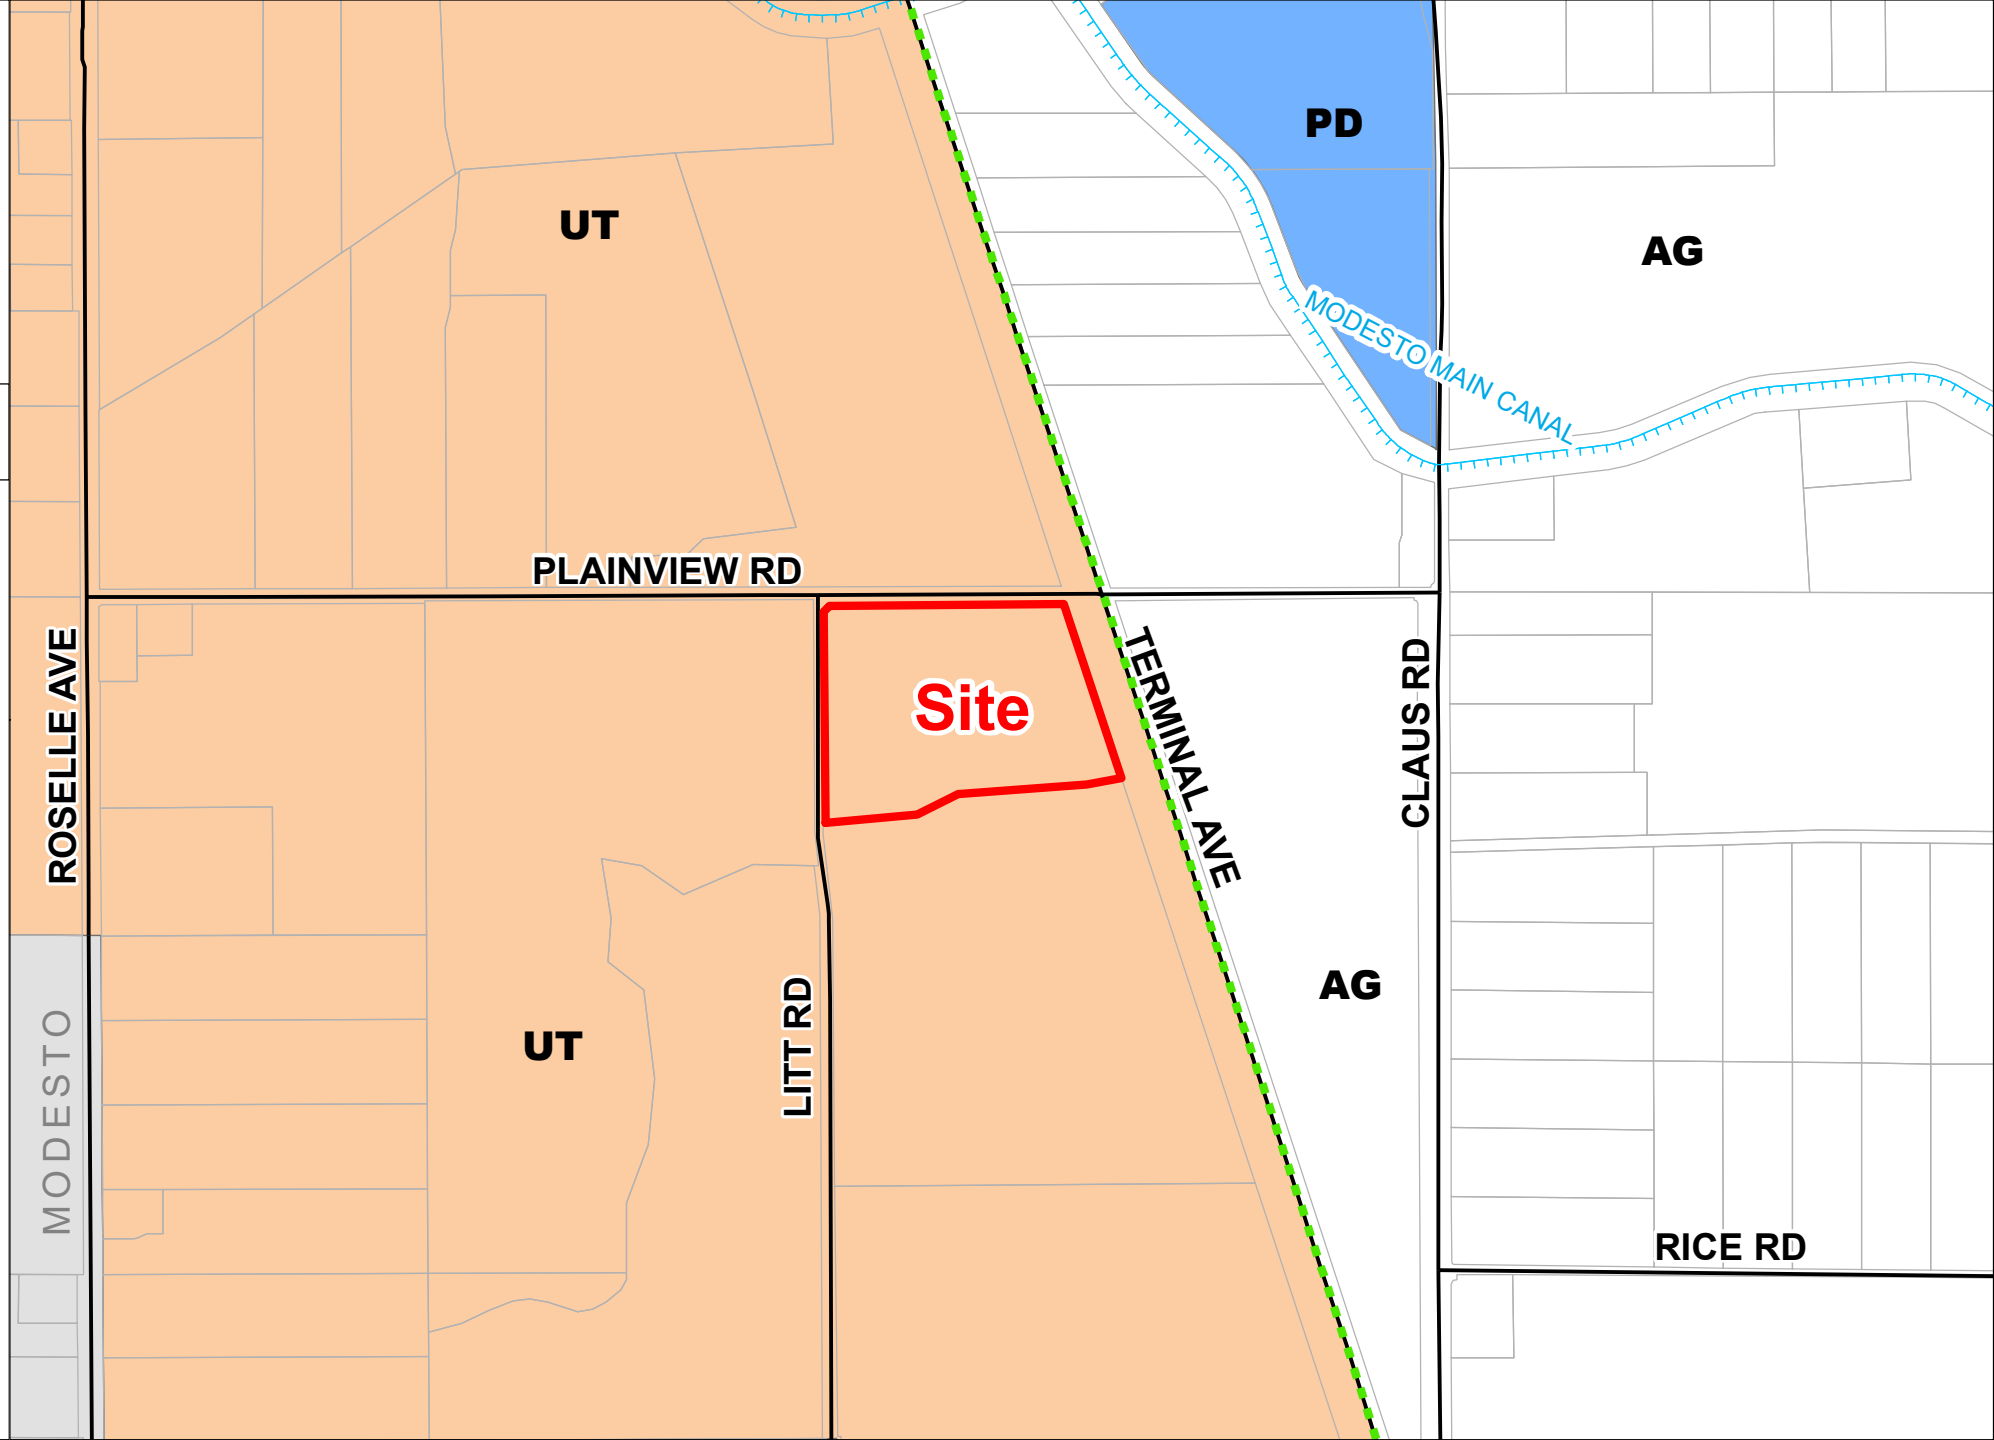 PD
UT
AG
MODESTO MAIN CANAL
PLAINVIEW RD
ROSELLE AVE
Site
TERMINAL AVE
CLAUS RD
AG
LITT RD
UT
MODESTO
RICE RD